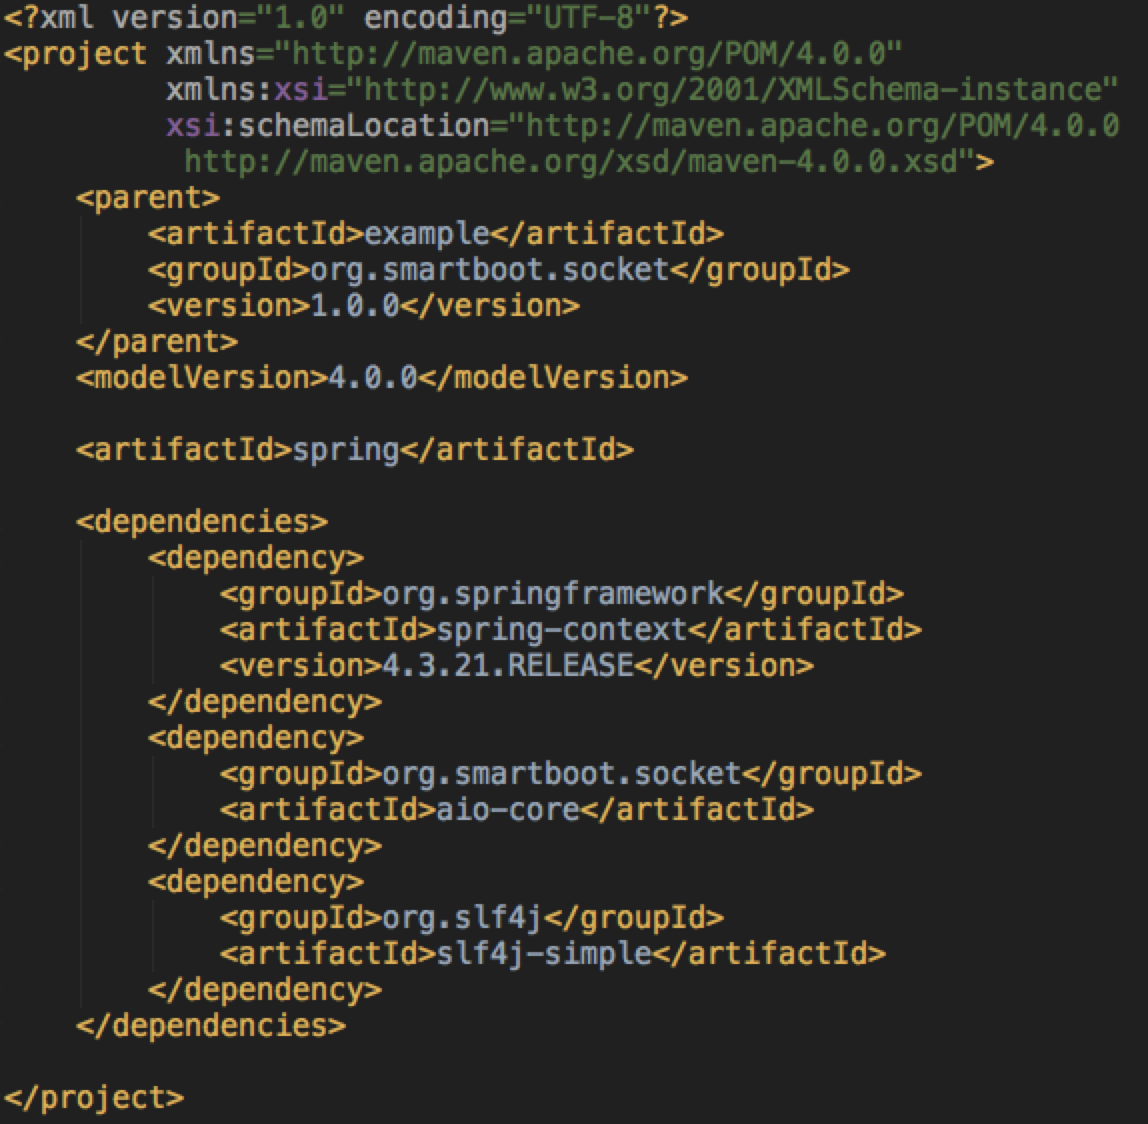 <?xml version="1.0" encoding="UTF-8"?>
<project xmlns="http://maven.apache.org/POM/4.0.0"
         xmlns:xsi="http://www.w3.org/2001/XMLSchema-instance"
         xsi:schemaLocation="http://maven.apache.org/POM/4.0.0
          http://maven.apache.org/xsd/maven-4.0.0.xsd">
    <parent>
        <artifactId>example</artifactId>
        <groupId>org.smartboot.socket</groupId>
        <version>1.0.0</version>
    </parent>
    <modelVersion>4.0.0</modelVersion>

    <artifactId>spring</artifactId>

    <dependencies>
        <dependency>
            <groupId>org.springframework</groupId>
            <artifactId>spring-context</artifactId>
            <version>4.3.21.RELEASE</version>
        </dependency>
        <dependency>
            <groupId>org.smartboot.socket</groupId>
            <artifactId>aio-core</artifactId>
        </dependency>
        <dependency>
            <groupId>org.slf4j</groupId>
            <artifactId>slf4j-simple</artifactId>
        </dependency>
    </dependencies>

</project>